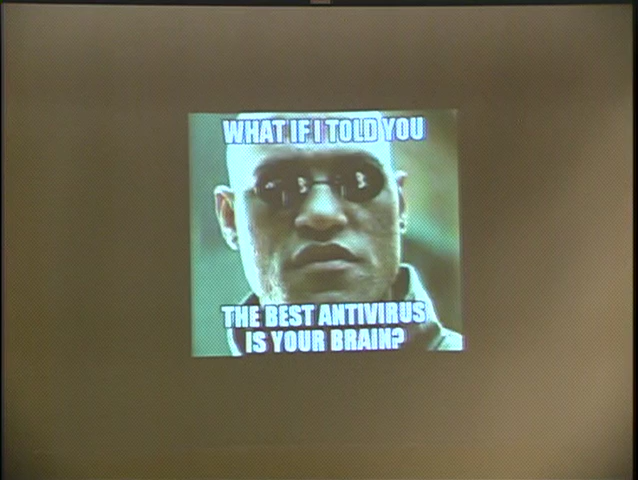 WHAT IF I TOLD YOU
THE BEST ANTIVIRUS
IS YOUR BRAIN?